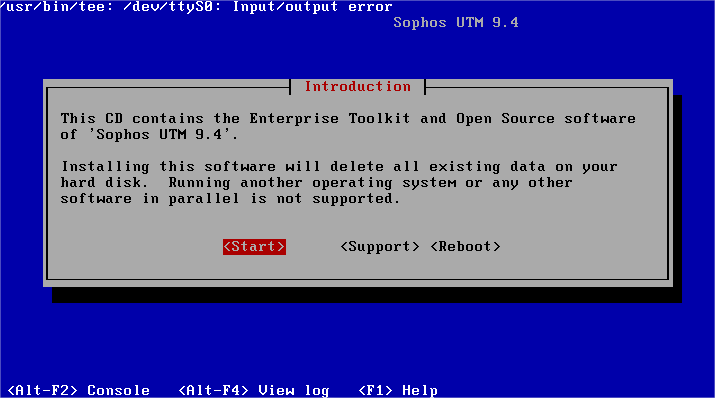 /usr/bin/tee: /dev/ttyS0: Input/output error
Sophos UTM 9.4
Introduction
This CD contains the Enterprise Toolkit and Open Source software
of 'Sophos UTM 9.4'.
Installing this software will delete all existing data on your
hard disk.  Running another operating system or any other
software in parallel is not supported.
<Start> <Support> <Reboot>
<Alt-F2> Console <Alt-F4> View log <F1> Help